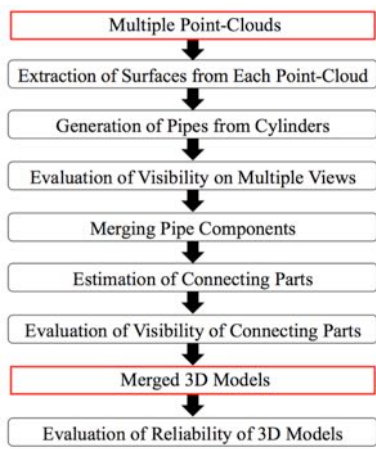 Multiple Point-Clouds
Extraction of Surfaces from Each Point-Cloud
Generation of Pipes from Cylinders
Evaluation of Visibility on Multiple Views
Merging Pipe Components
Estimation of Connecting Parts
Evaluation of Visibility of Connecting Parts
Merged 3D Models
Evaluation of Reliability of 3D Models